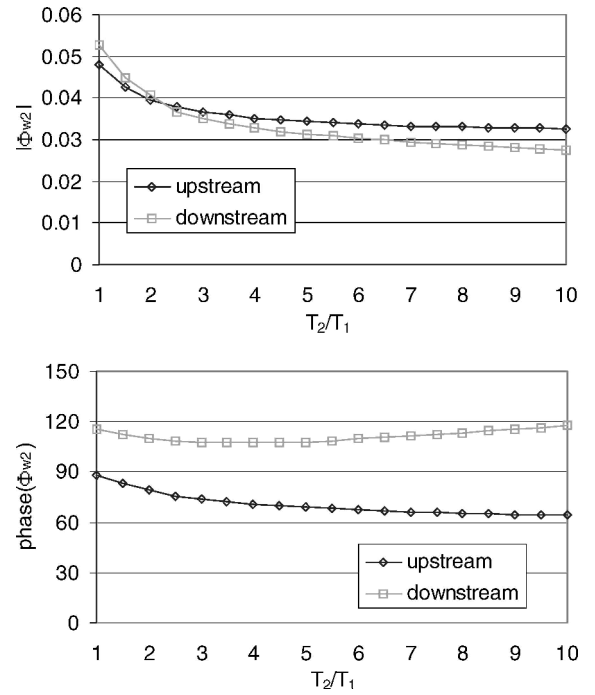 0.06
0.05
0.04
0.03
0.02
0.01
0
|Φw2|
upstream
downstream
1 2 3 4 5 6 7 8 9 10
T2/T1
150
120
90
60
30
0
phase(Φw2)
upstream
downstream
1 2 3 4 5 6 7 8 9 10
T2/T1